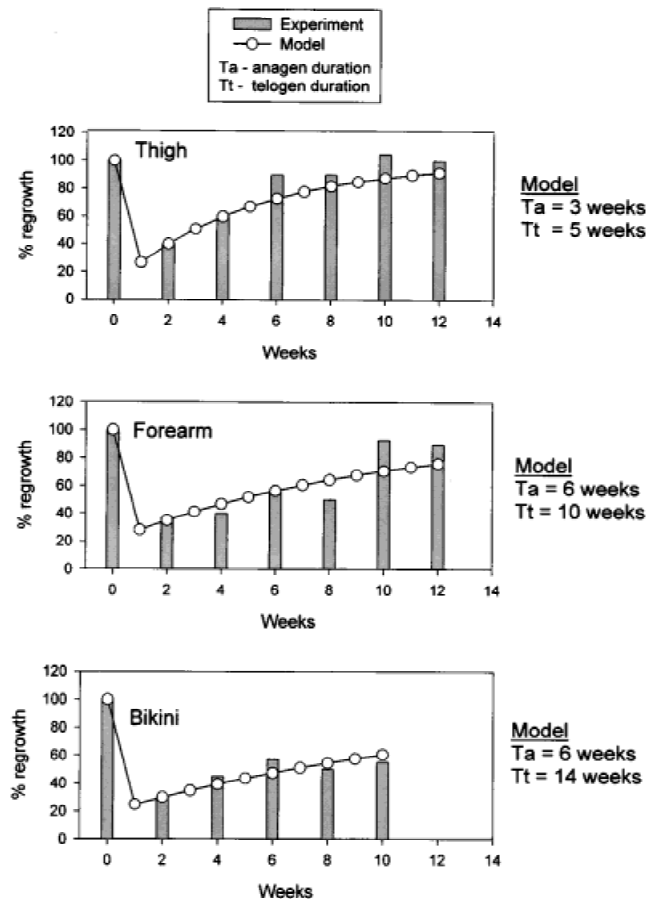 Experiment
Model
Ta - anagen duration
Tt - telogen duration
120
100
80
60
40
20
0
% regrowth
Thigh
0 2 4 6 8 10 12 14
Weeks
Model
Ta = 3 weeks
Tt = 5 weeks
120
100
80
60
40
20
0
% regrowth
Forearm
0 2 4 6 8 10 12 14
Weeks
Model
Ta = 6 weeks
Tt = 10 weeks
120
100
80
60
40
20
0
% regrowth
Bikini
0 2 4 6 8 10 12 14
Weeks
Model
Ta = 6 weeks
Tt = 14 weeks